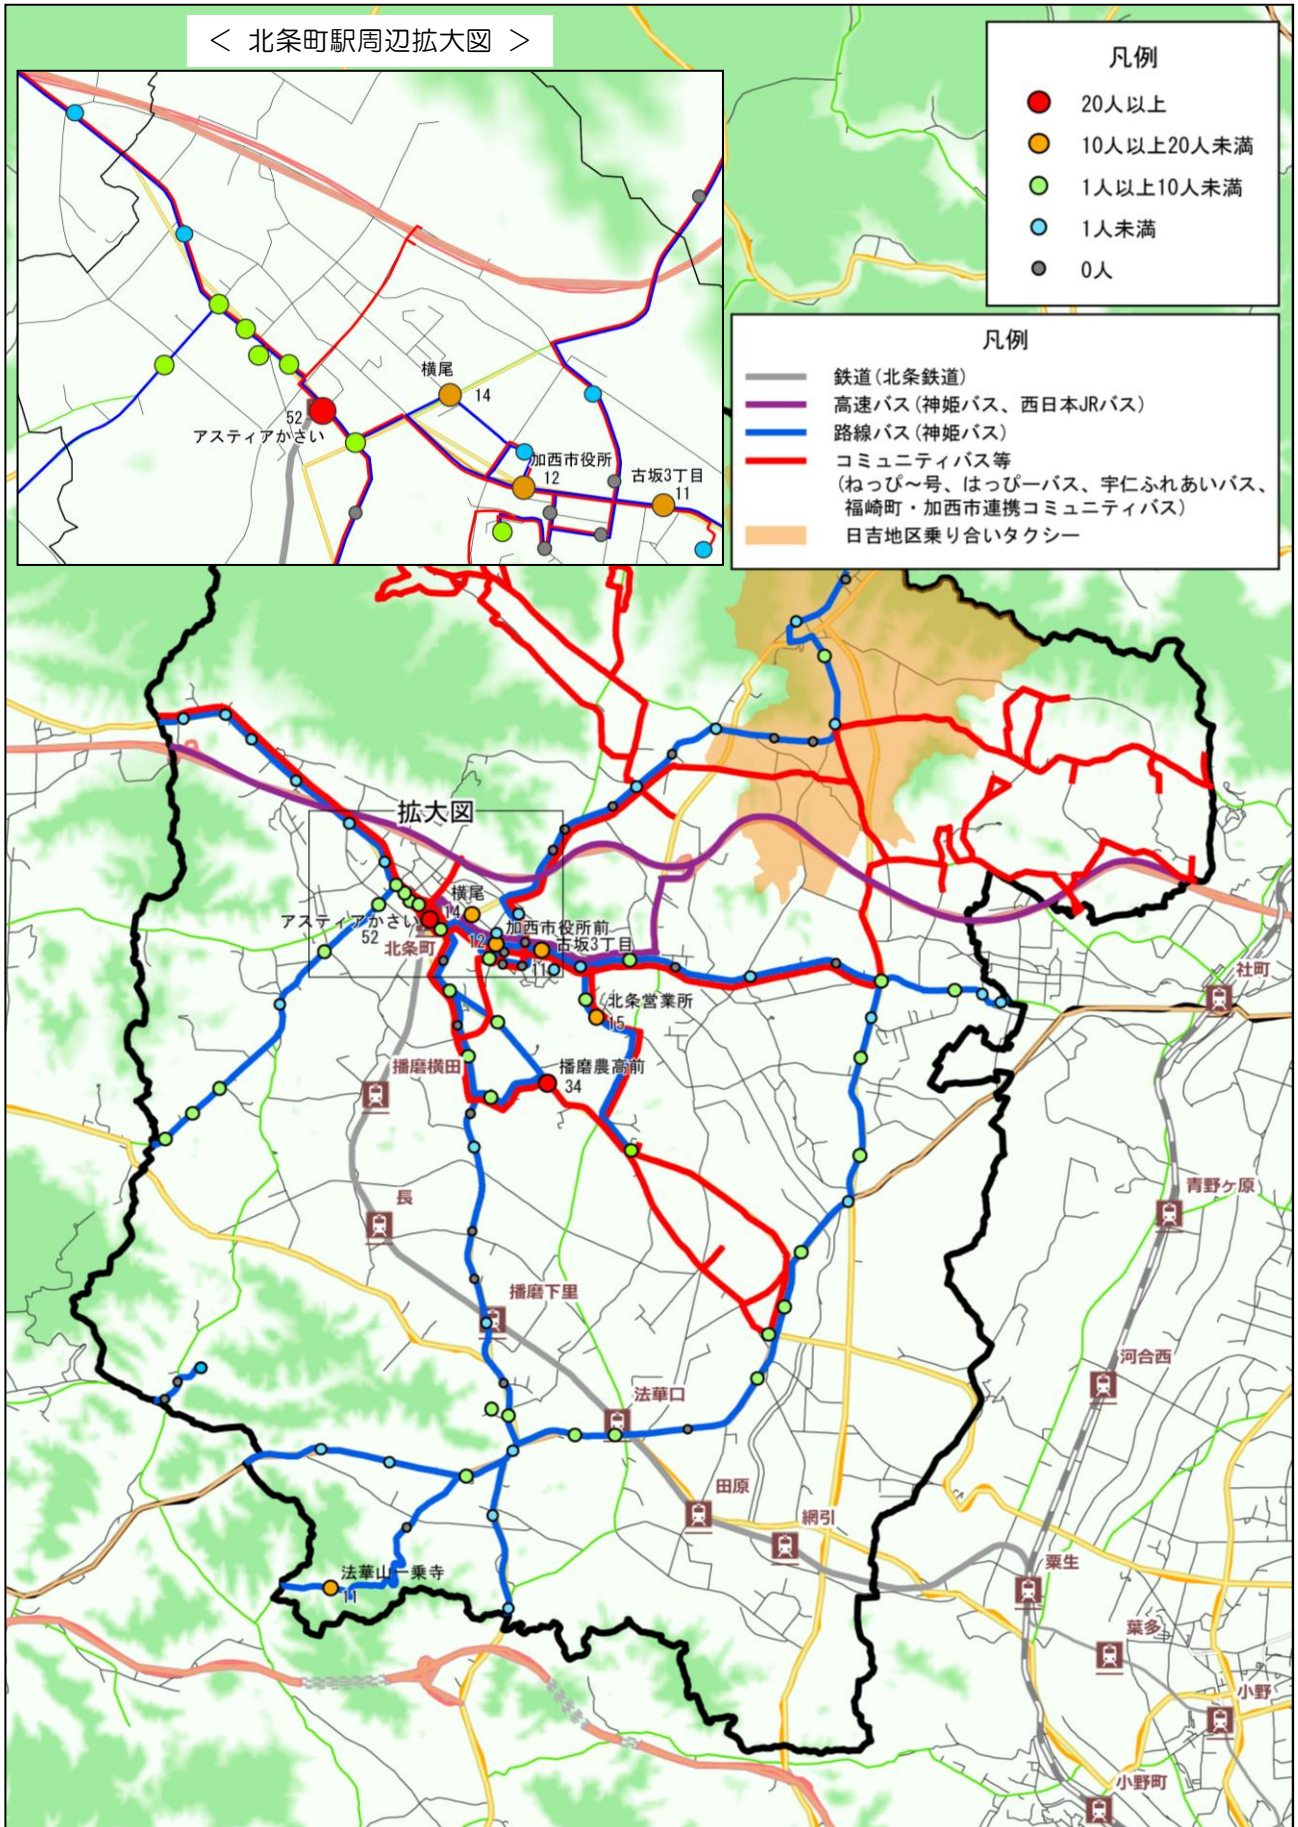 ＜ 北条町駅周辺拡大図 ＞
横尾
14
52
アスティアかさい
加西市役所
12
古坂3丁目
11
凡例
20人以上
10人以上20人未満
1人以上10人未満
1人未満
0人
凡例
鉄道(北条鉄道)
高速バス(神姫バス、西日本JRバス)
路線バス(神姫バス)
コミュニティバス等
(ねっぴ～号、はっぴーバス、宇仁ふれあいバス、
福崎町・加西市連携コミュニティバス)
日吉地区乗り合いタクシー
拡大図
横尾
14
アスティアかさい
52
北条町
加西市役所前
12
古坂3丁目
11
北条営業所
15
播磨横田
播磨農高前
34
社町
長
青野ヶ原
播磨下里
河合西
法華口
田原
網引
粟生
法華山一乗寺
11
葉多
小野
小野町